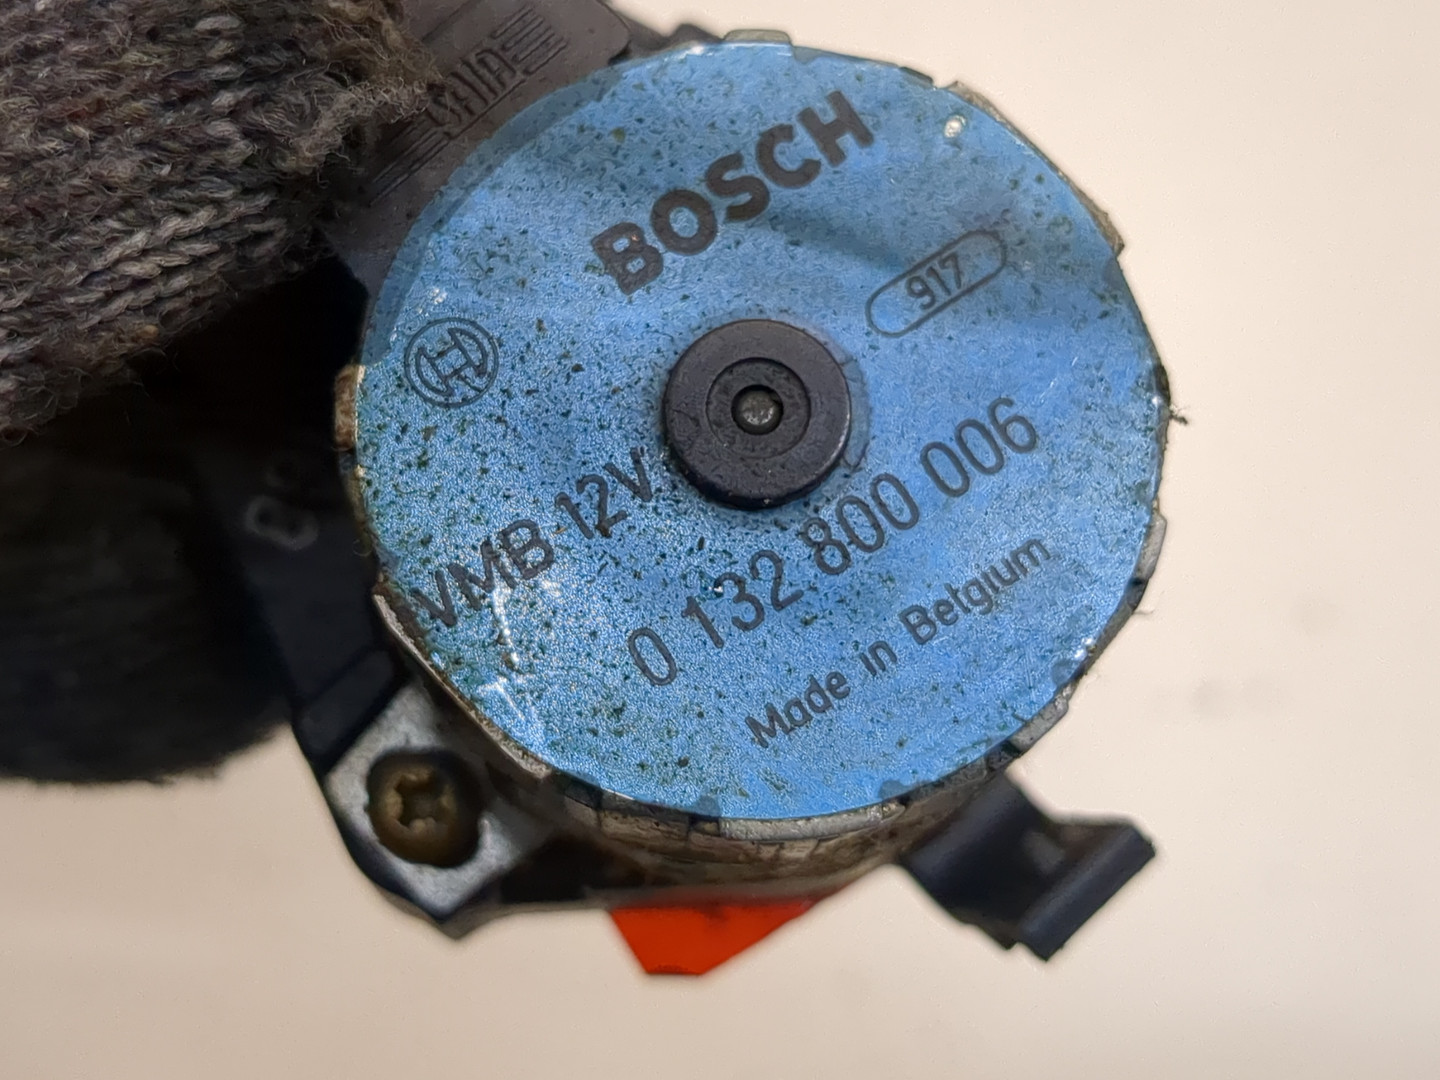 BOSCH
917
VMB 12V
0 132 800 006
Made in Belgium